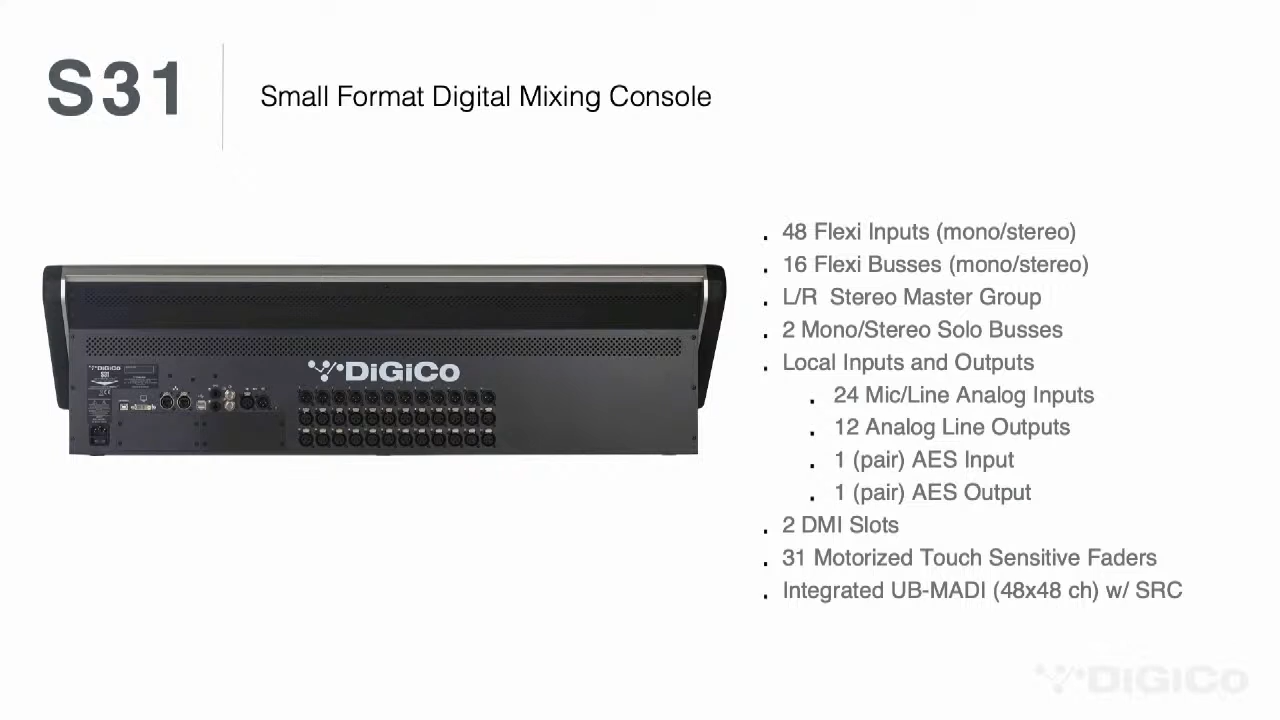 S31
Small Format Digital Mixing Console
. 48 Flexi Inputs (mono/stereo)
. 16 Flexi Busses (mono/stereo)
. L/R Stereo Master Group
. 2 Mono/Stereo Solo Busses
. Local Inputs and Outputs
. 24 Mic/Line Analog Inputs
. 12 Analog Line Outputs
. 1 (pair) AES Input
. 1 (pair) AES Output
. 2 DMI Slots
. 31 Motorized Touch Sensitive Faders
. Integrated UB-MADI (48x48 ch) w/ SRC
DiGiCo
DiGiCo
S31
DiGiCo